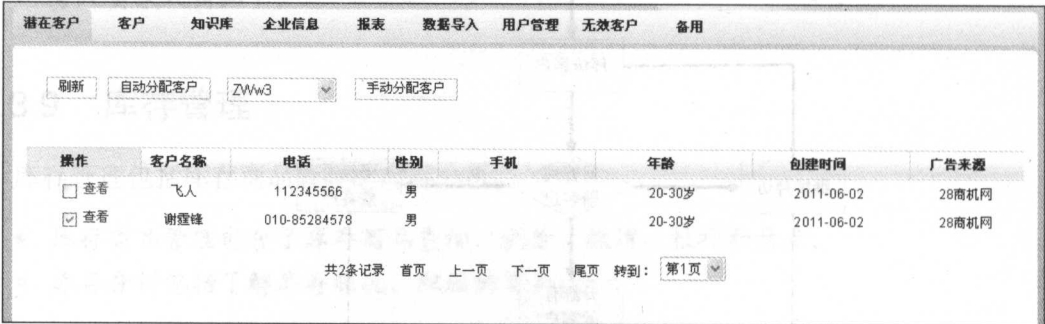 潜在客户 客户 知识库 企业信息 报表 数据导入 用户管理 无效客户 备用
刷新 自动分配客户 ZWw3 手动分配客户
操作 客户名称 电话 性别 手机 年龄 创建时间 广告来源
查看 飞人 112345566 男 20-30岁 2011-06-02 28商机网
查看 谢霆锋 010-85284578 男 20-30岁 2011-06-02 28商机网
共2条记录 首页 上一页 下一页 尾页 转到： 第1页